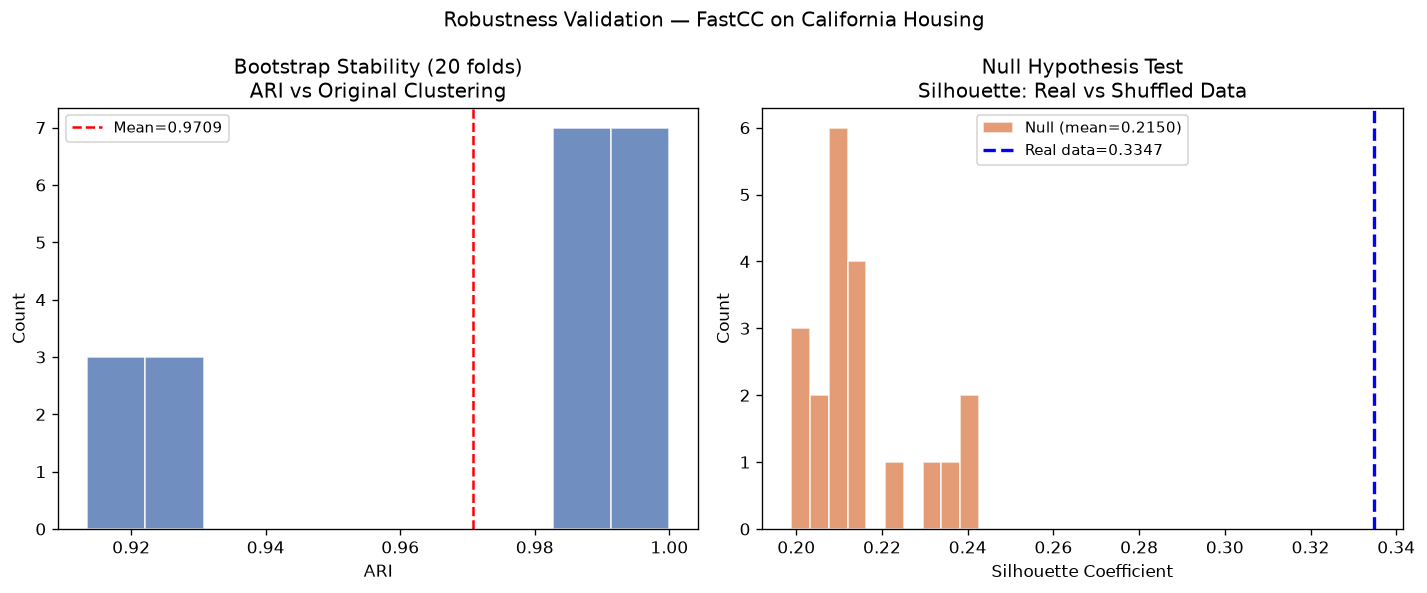 Robustness Validation — FastCC on California Housing
Bootstrap Stability (20 folds)
ARI vs Original Clustering
Mean=0.9709
Count
7
6
5
4
3
2
1
0
0.92
0.94
0.96
0.98
1.00
ARI
Null Hypothesis Test
Silhouette: Real vs Shuffled Data
Null (mean=0.2150)
Real data=0.3347
Count
6
5
4
3
2
1
0
0.20
0.22
0.24
0.26
0.28
0.30
0.32
0.34
Silhouette Coefficient